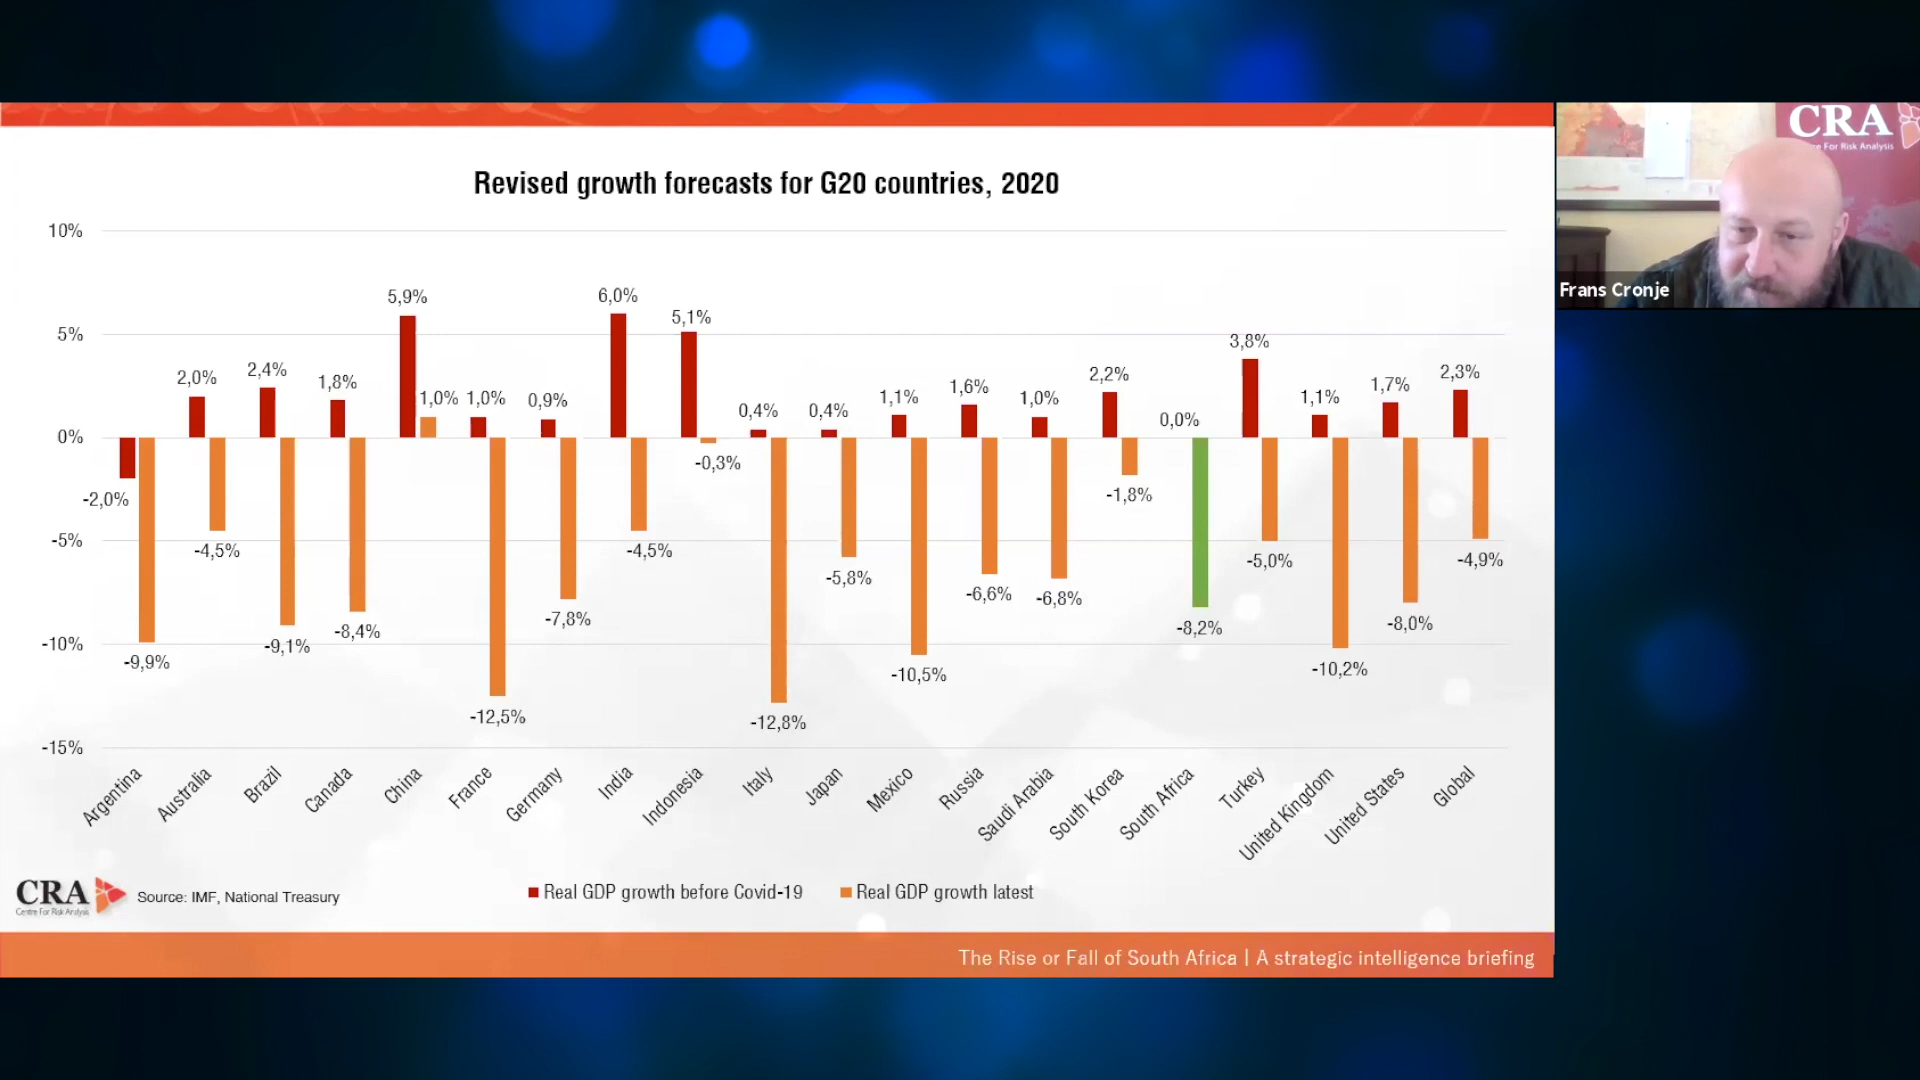 Revised growth forecasts for G20 countries, 2020
10%
5%
0%
-5%
-10%
-15%
-2,0%
-9,9%
2,0%
-4,5%
2,4%
-9,1%
1,8%
-8,4%
5,9%
1,0%
1,0%
-12,5%
0,9%
-7,8%
6,0%
-4,5%
5,1%
-0,3%
0,4%
-12,8%
0,4%
-5,8%
1,1%
-10,5%
1,6%
-6,6%
1,0%
-6,8%
2,2%
-1,8%
0,0%
-8,2%
3,8%
-5,0%
1,1%
-10,2%
1,7%
-8,0%
2,3%
-4,9%
Argentina
Australia
Brazil
Canada
China
France
Germany
India
Indonesia
Italy
Japan
Mexico
Russia
Saudi Arabia
South Korea
South Africa
Turkey
United Kingdom
United States
Global
Real GDP growth before Covid-19
Real GDP growth latest
CRA
Centre For Risk Analysis
Source: IMF, National Treasury
The Rise or Fall of South Africa | A strategic intelligence briefing
CRA
re For Risk Analysis
Frans Cronje